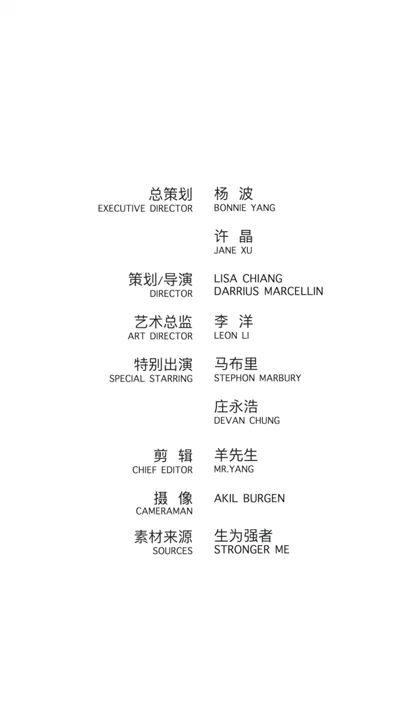 总策划 杨 波
EXECUTIVE DIRECTOR BONNIE YANG
许 晶
JANE XU
策划/导演 LISA CHIANG
DIRECTOR DARRIUS MARCELLIN
艺术总监 李 洋
ART DIRECTOR LEON LI
特别出演 马布里
SPECIAL STARRING STEPHON MARBURY
庄永浩
DEVAN CHUNG
剪 辑 羊先生
CHIEF EDITOR MR.YANG
摄 像 AKIL BURGEN
CAMERAMAN
素材来源 生为强者
SOURCES STRONGER ME